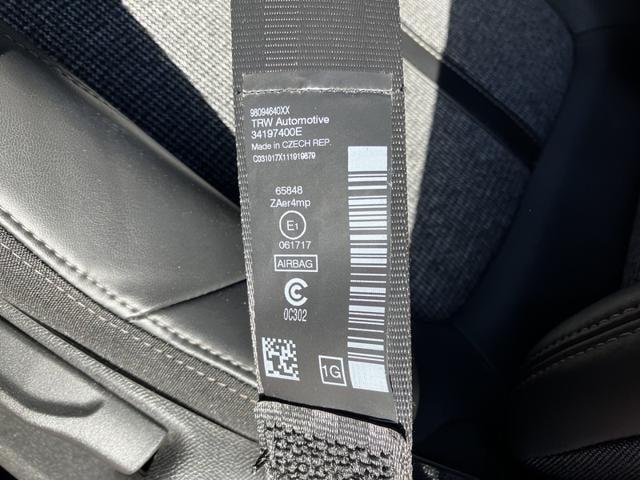 98094640XX
TRW Automotive
34197400E
Made in CZECH REP.
C031017X111919879
65848
ZAer4mp
E1
061717
AIRBAG
0C302
1G